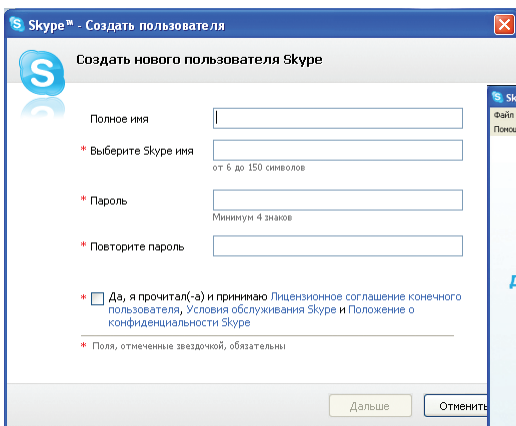 Skype™ - Создать пользователя
Создать нового пользователя Skype
Полное имя
* Выберите Skype имя
от 6 до 150 символов
* Пароль
Минимум 4 знаков
* Повторите пароль
* Да, я прочитал(-а) и принимаю Лицензионное соглашение конечного
пользователя, Условия обслуживания Skype и Положение о
конфиденциальности Skype
* Поля, отмеченные звездочкой, обязательны
Дальше
Отменить
Sk
Файл